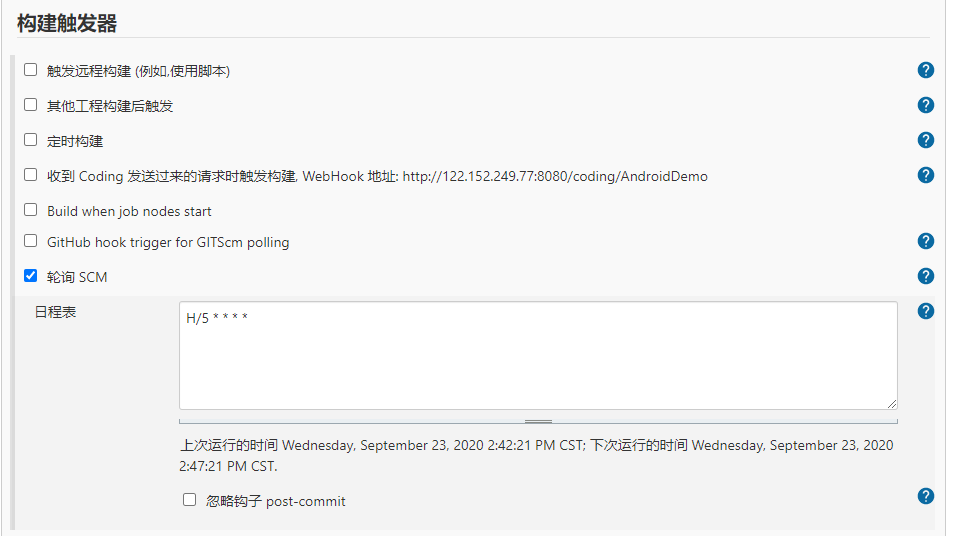 构建触发器
触发远程构建 (例如,使用脚本)
其他工程构建后触发
定时构建
收到 Coding 发送过来的请求时触发构建, WebHook 地址: http://122.152.249.77:8080/coding/AndroidDemo
Build when job nodes start
GitHub hook trigger for GITScm polling
轮询 SCM
日程表
H/5 * * * *
上次运行的时间 Wednesday, September 23, 2020 2:42:21 PM CST; 下次运行的时间 Wednesday, September 23, 2020
2:47:21 PM CST.
忽略钩子 post-commit